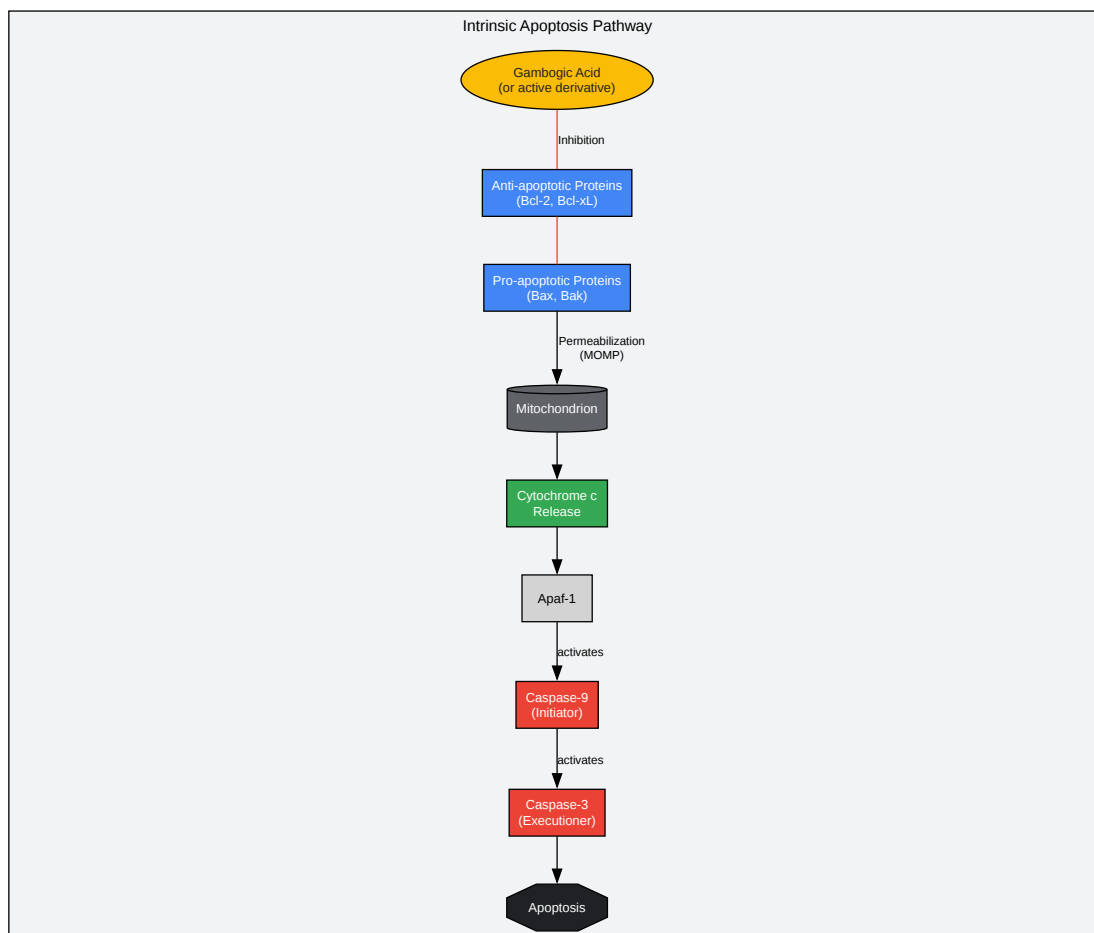 Intrinsic Apoptosis Pathway
Gambogic Acid
(or active derivative)
Inhibition
Anti-apoptotic Proteins
(Bcl-2, Bcl-xL)
Pro-apoptotic Proteins
(Bax, Bak)
Permeabilization
(MOMP)
Mitochondrion
Cytochrome c
Release
Apaf-1
activates
Caspase-9
(Initiator)
activates
Caspase-3
(Executioner)
Apoptosis